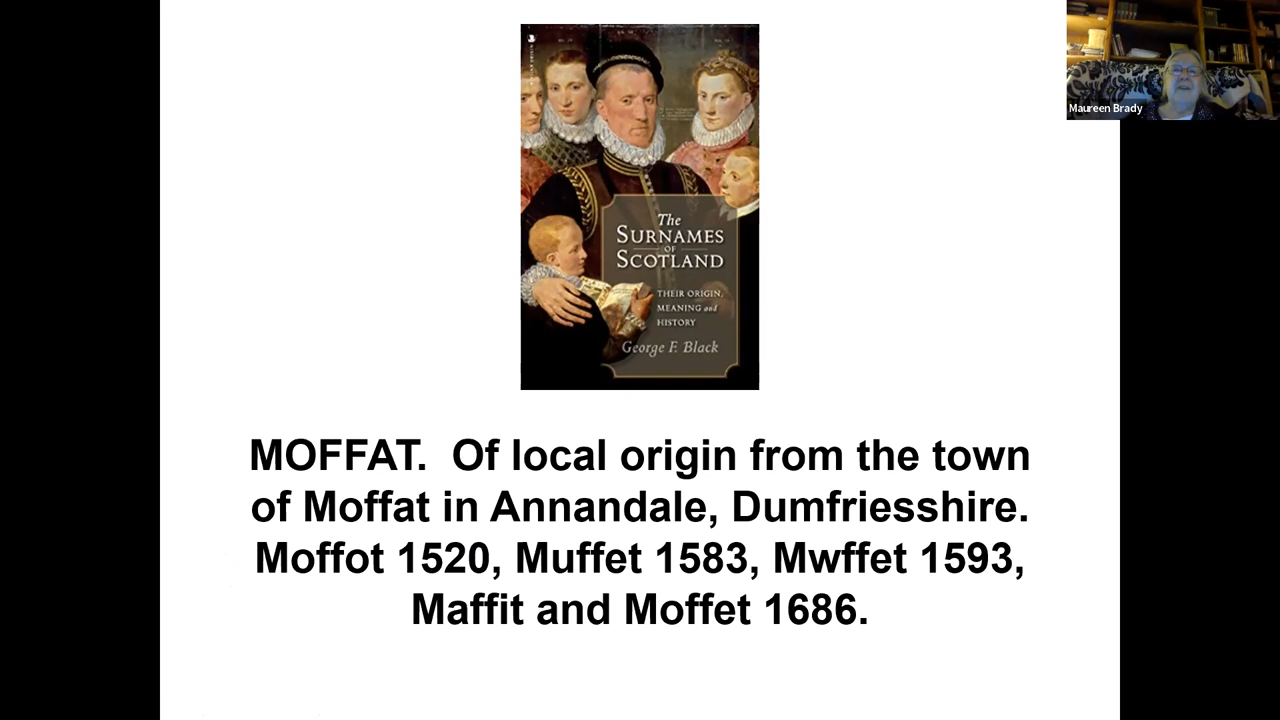 The
SURNAMES
OF
SCOTLAND
THEIR ORIGIN,
MEANING and
HISTORY
George F. Black
MOFFAT. Of local origin from the town
of Moffat in Annandale, Dumfriesshire.
Moffot 1520, Muffet 1583, Mwffet 1593,
Maffit and Moffet 1686.
Maureen Brady